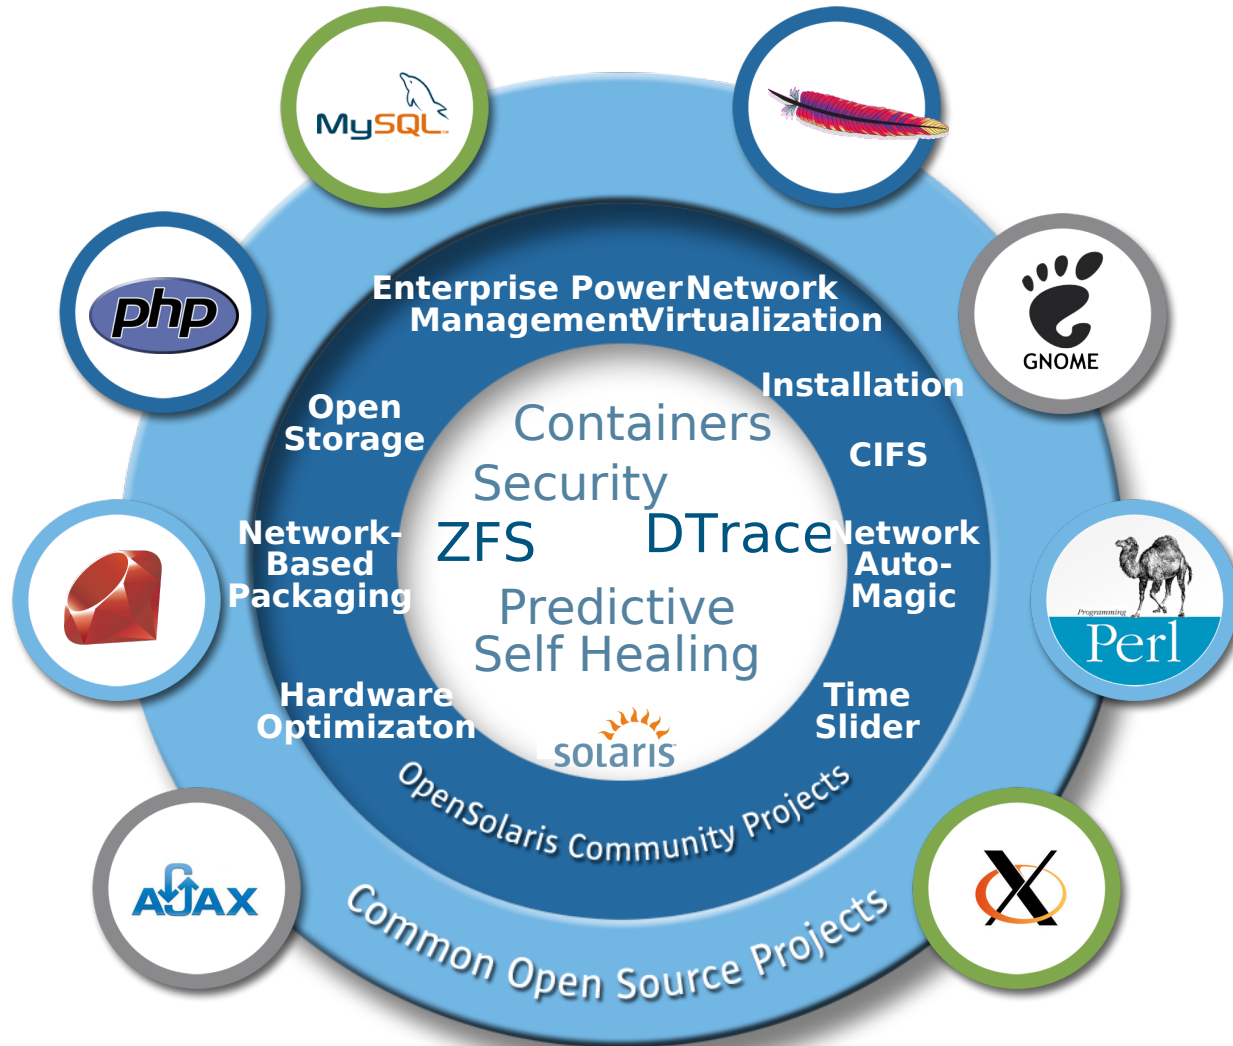 MySQL™
php
GNOME
Enterprise Power
Management
Network
Virtualization
Installation
Open
Storage
CIFS
Containers
Security
ZFS
DTrace
Network-
Based
Packaging
Network
Auto-
Magic
Programming
Perl
Predictive
Self Healing
Hardware
Optimizaton
Time
Slider
solaris
OpenSolaris Community Projects
AJAX
X
Common Open Source Projects